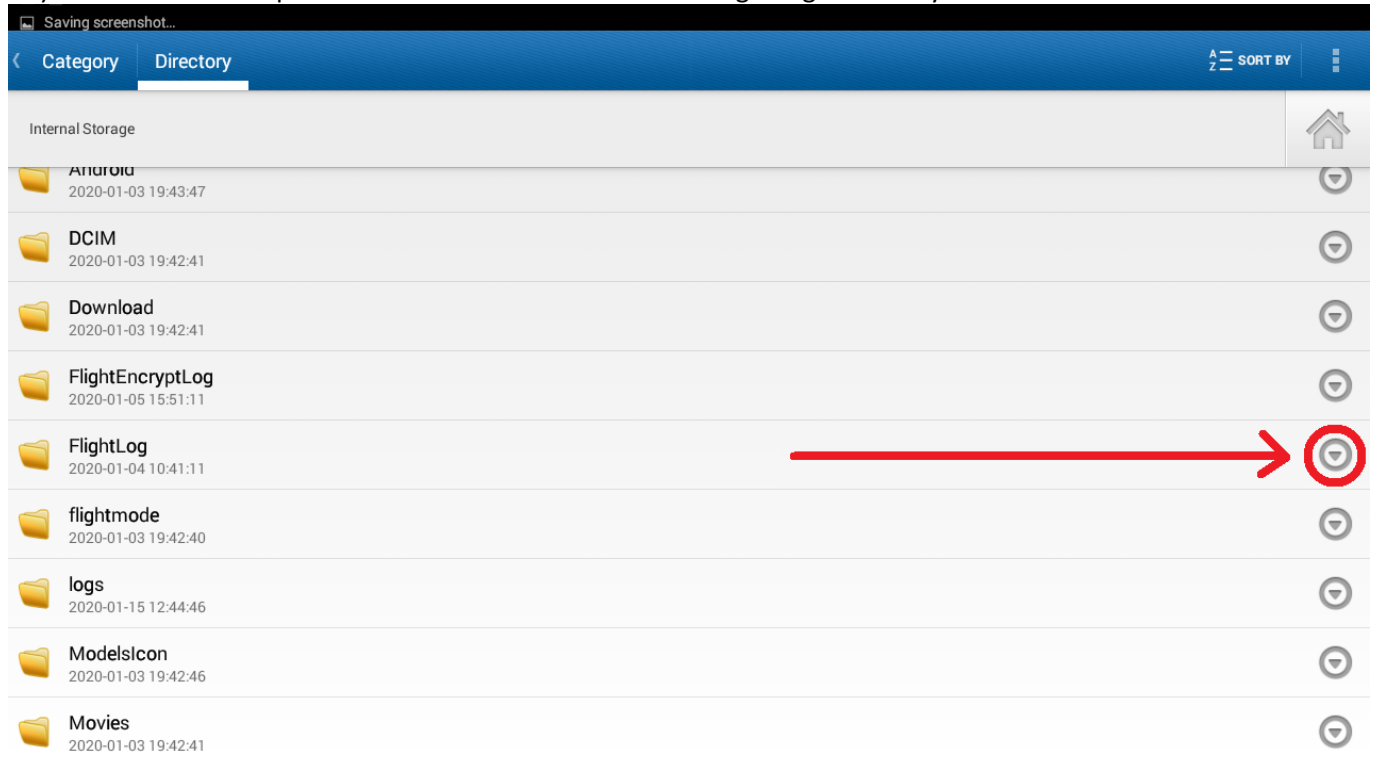 Saving screenshot...
Category Directory
A Z SORT BY
Internal Storage
Android
2020-01-03 19:43:47
DCIM
2020-01-03 19:42:41
Download
2020-01-03 19:42:41
FlightEncryptLog
2020-01-05 15:51:11
FlightLog
2020-01-04 10:41:11
flightmode
2020-01-03 19:42:40
logs
2020-01-15 12:44:46
ModelsIcon
2020-01-03 19:42:46
Movies
2020-01-03 19:42:41